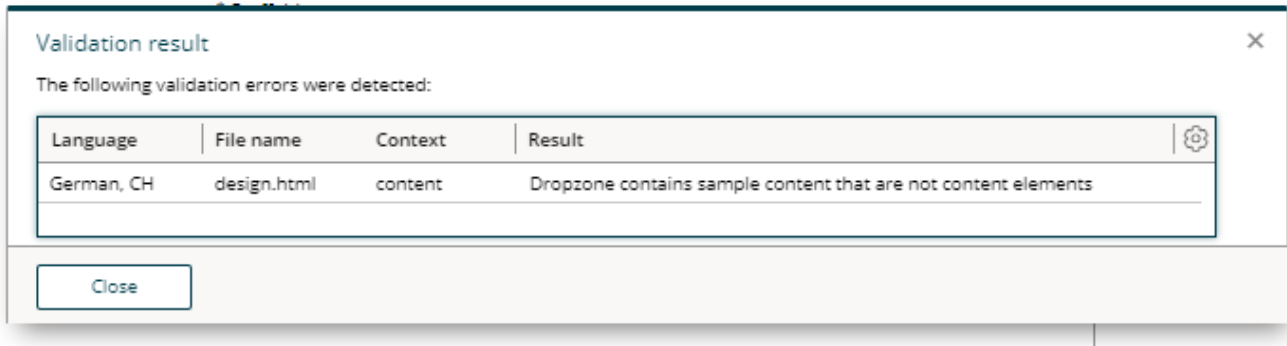 Validation result
The following validation errors were detected:
Language File name Context Result
German, CH design.html content Dropzone contains sample content that are not content elements
Close